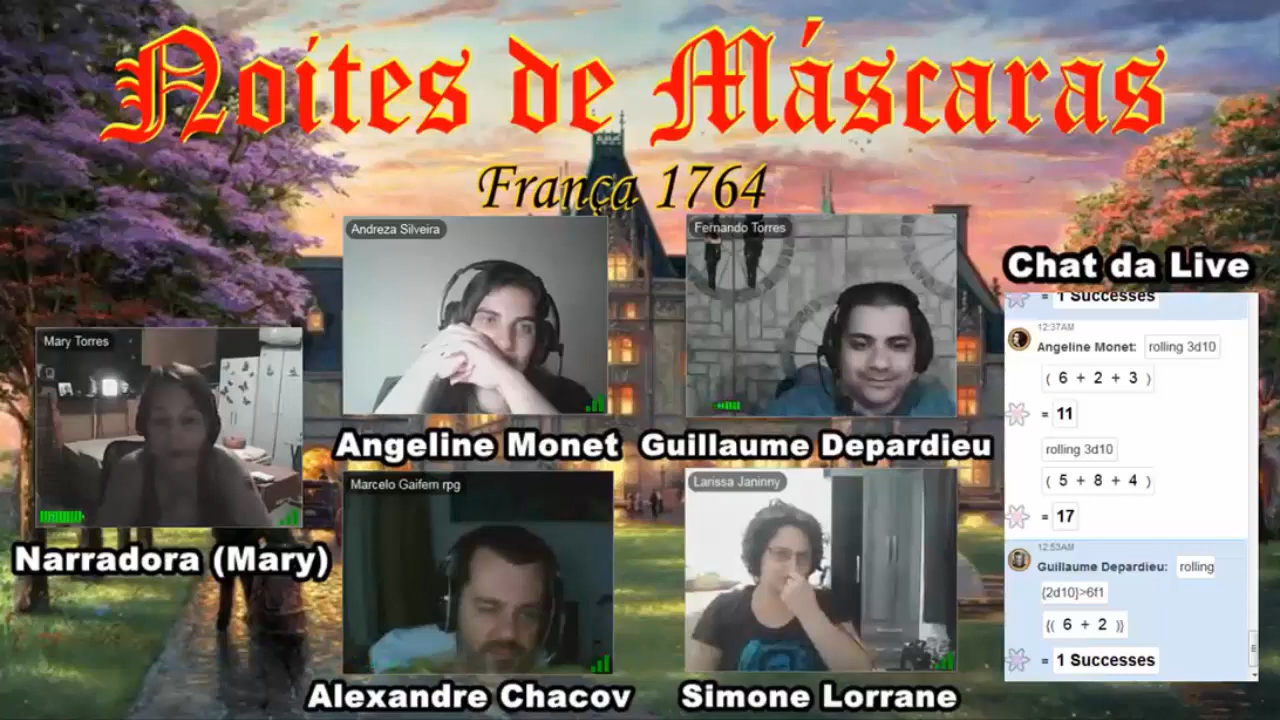 Noites de Máscaras
França 1764
Andreza Silveira
Fernando Torres
Mary Torres
Angeline Monet
Guillaume Depardieu
Marcelo Gaifem rpg
Larissa Janinny
Narradora (Mary)
Alexandre Chacov
Simone Lorrane
Chat da Live
= 1 Successes
12:37AM
Angeline Monet: rolling 3d10
( 6 + 2 + 3 )
= 11
rolling 3d10
( 5 + 8 + 4 )
= 17
12:53AM
Guillaume Depardieu: rolling
{2d10}>6f1
{( 6 + 2 )}
= 1 Successes